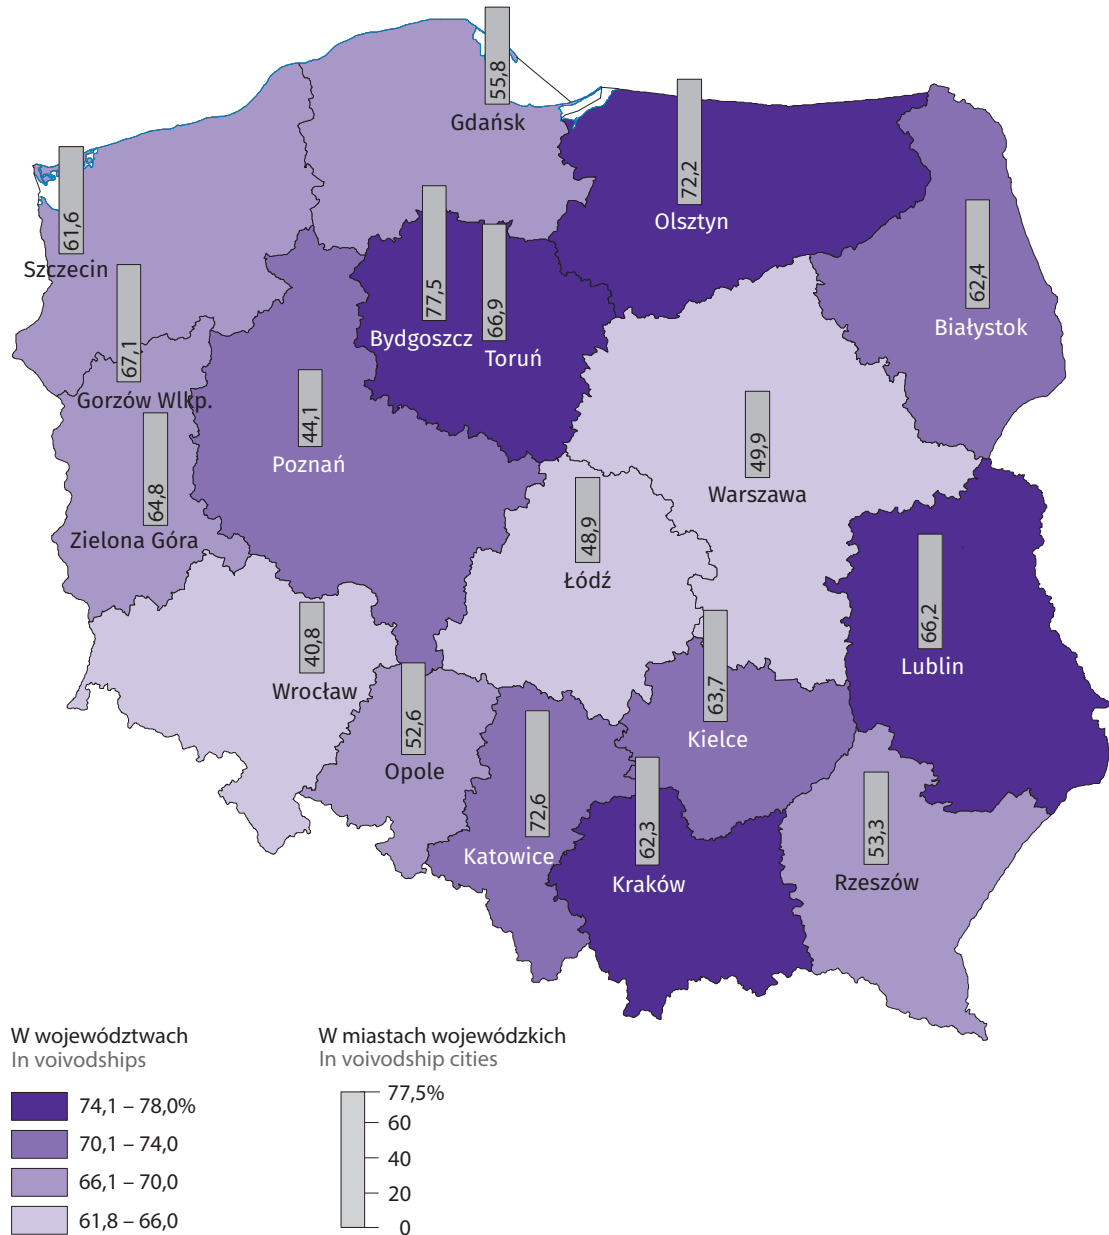 55,8
Gdańsk
72,2
Olsztyn
61,6
Szczecin
62,4
Białystok
77,5
Bydgoszcz
66,9
Toruń
67,1
Gorzów Wlkp.
44,1
Poznań
49,9
Warszawa
64,8
Zielona Góra
48,9
Łódź
66,2
Lublin
40,8
Wrocław
63,7
Kielce
52,6
Opole
72,6
Katowice
62,3
Kraków
53,3
Rzeszów
W województwach
In voivodships
74,1 – 78,0%
70,1 – 74,0
66,1 – 70,0
61,8 – 66,0
W miastach wojewódzkich
In voivodship cities
77,5%
60
40
20
0